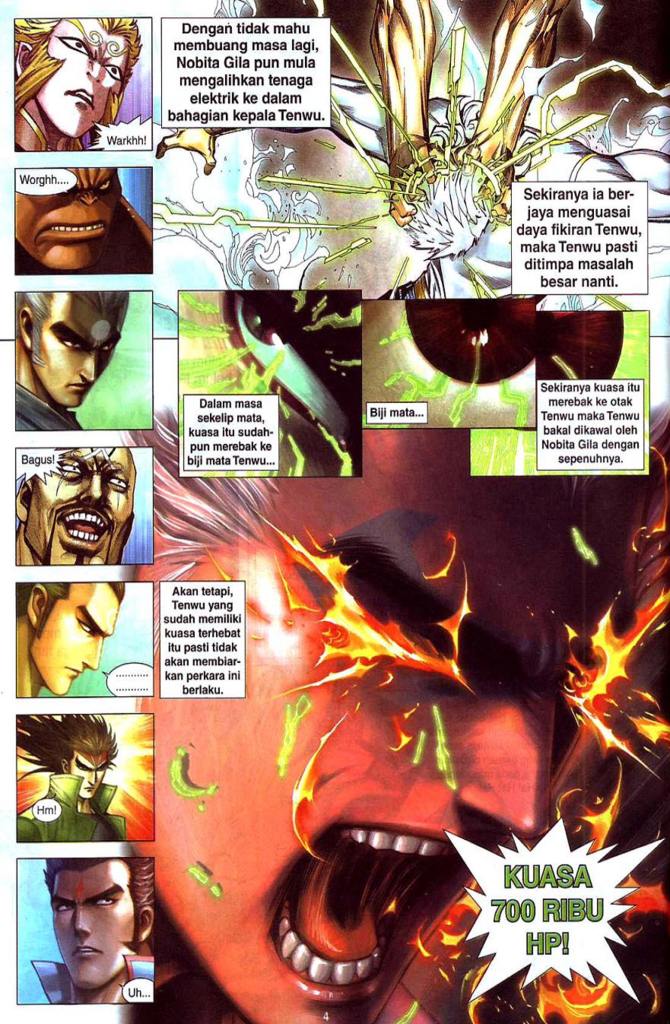 Warkhh!
Dengan tidak mahu
membuang masa lagi,
Nobita Gila pun mula
mengalihkan tenaga
elektrik ke dalam
bahagian kepala Tenwu.
Worghh....
Sekiranya ia ber-
jaya menguasai
daya fikiran Tenwu,
maka Tenwu pasti
ditimpa masalah
besar nanti.
Dalam masa
sekelip mata,
kuasa itu sudah-
pun merebak ke
biji mata Tenwu...
Biji mata...
Sekiranya kuasa itu
merebak ke otak
Tenwu maka Tenwu
bakal dikawal oleh
Nobita Gila dengan
sepenuhnya.
Bagus!
Akan tetapi,
Tenwu yang
sudah memiliki
kuasa terhebat
itu pasti tidak
akan membiar-
kan perkara ini
berlaku.
............
............
Hm!
Uh...
KUASA
700 RIBU
HP!
4